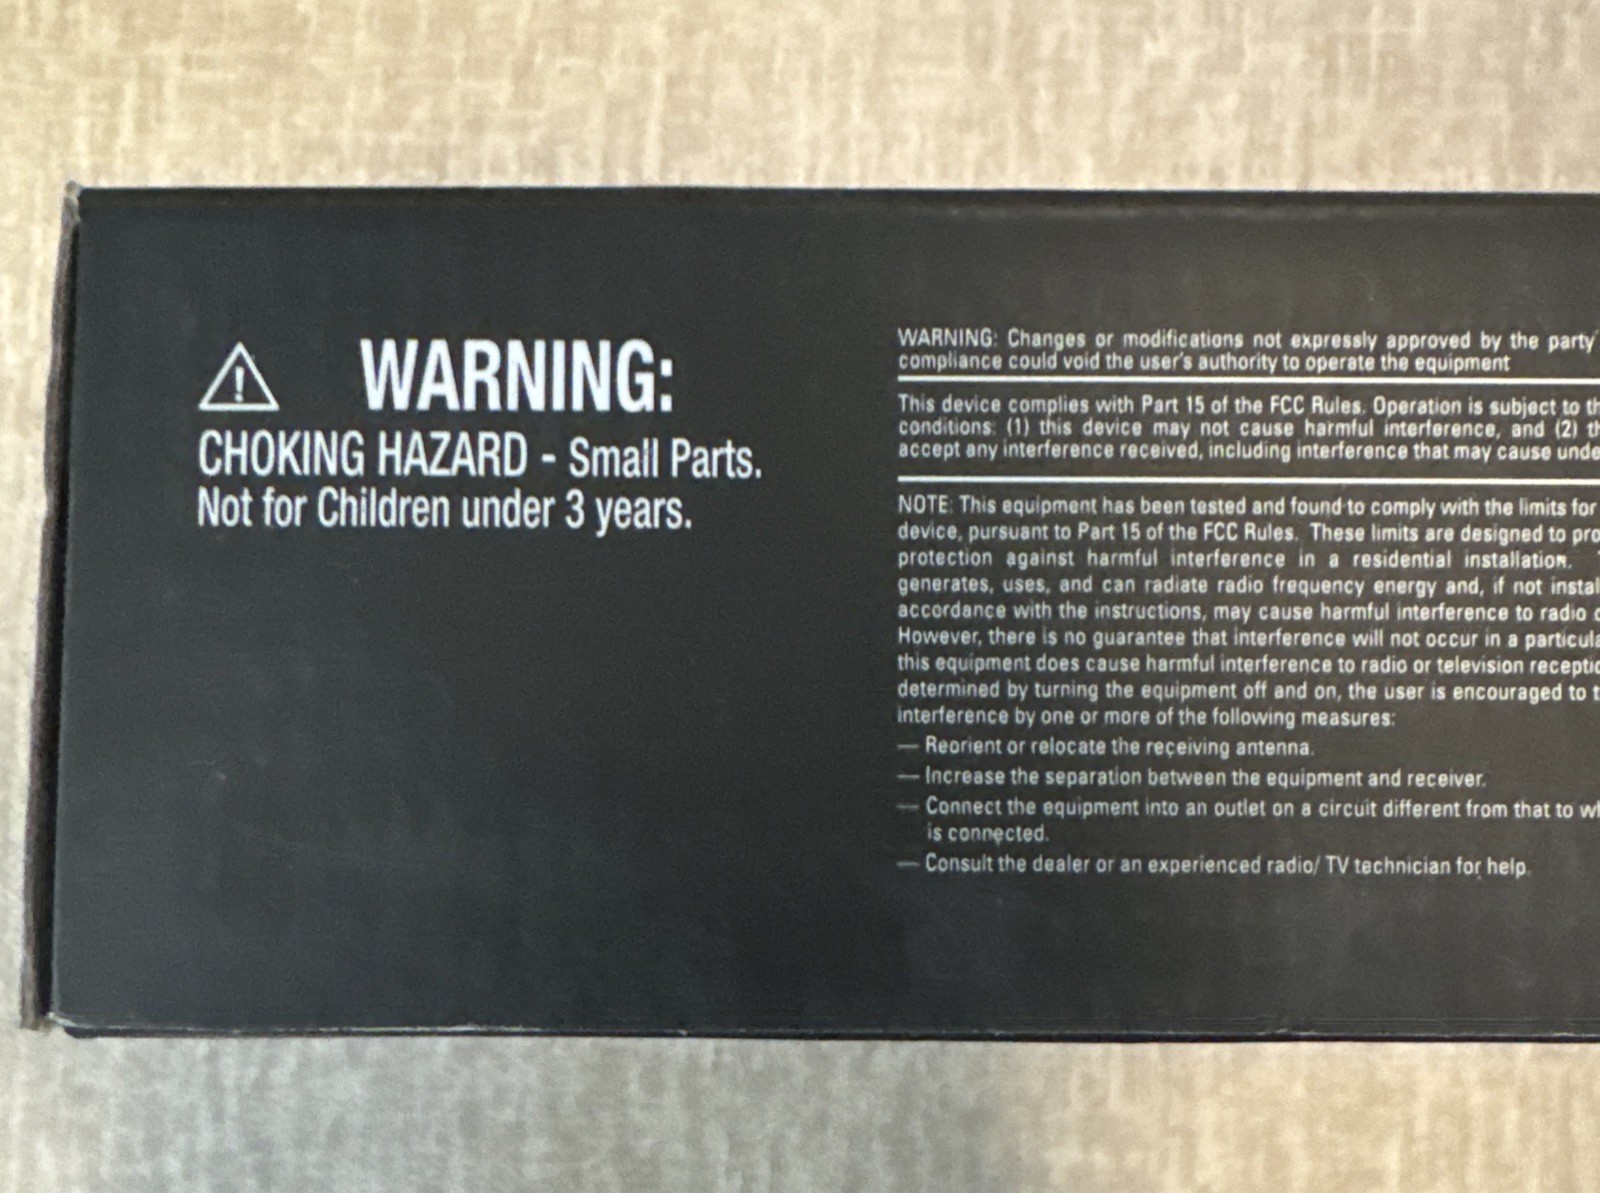 WARNING:
CHOKING HAZARD - Small Parts.
Not for Children under 3 years.
WARNING: Changes or modifications not expressly approved by the party
compliance could void the user's authority to operate the equipment
This device complies with Part 15 of the FCC Rules. Operation is subject to
conditions: (1) this device may not cause harmful interference, and (2)
accept any interference received, including interference that may cause
NOTE: This equipment has been tested and found to comply with the limits for
device, pursuant to Part 15 of the FCC Rules. These limits are designed to
protection against harmful interference in a residential installation.
generates, uses, and can radiate radio frequency energy and, if not
accordance with the instructions, may cause harmful interference to radio
However, there is no guarantee that interference will not occur in a
this equipment does cause harmful interference to radio or television
determined by turning the equipment off and on, the user is encouraged to
interference by one or more of the following measures:
— Reorient or relocate the receiving antenna.
— Increase the separation between the equipment and receiver.
— Connect the equipment into an outlet on a circuit different from that to
is connected.
— Consult the dealer or an experienced radio/ TV technician for help.